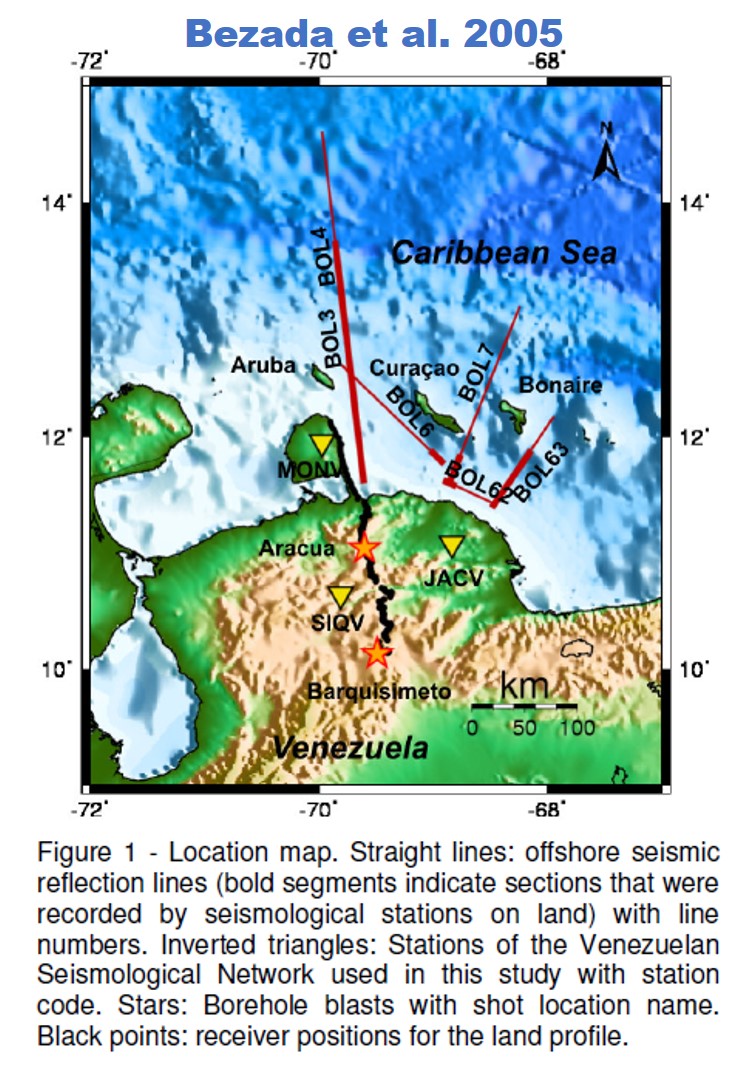 Bezada et al. 2005
-72° -70° -68°
N
14° 14°
Caribbean Sea
BOL4
BOL3
Aruba
Curaçao
BOL7
Bonaire
BOL6
12° 12°
MONV
BOL62
BOL63
Aracua
JACV
SIQV
10° 10°
Barquisimeto
km
0 50 100
Venezuela
-72° -70° -68°
Figure 1 - Location map. Straight lines: offshore seismic
reflection lines (bold segments indicate sections that were
recorded by seismological stations on land) with line
numbers. Inverted triangles: Stations of the Venezuelan
Seismological Network used in this study with station
code. Stars: Borehole blasts with shot location name.
Black points: receiver positions for the land profile.